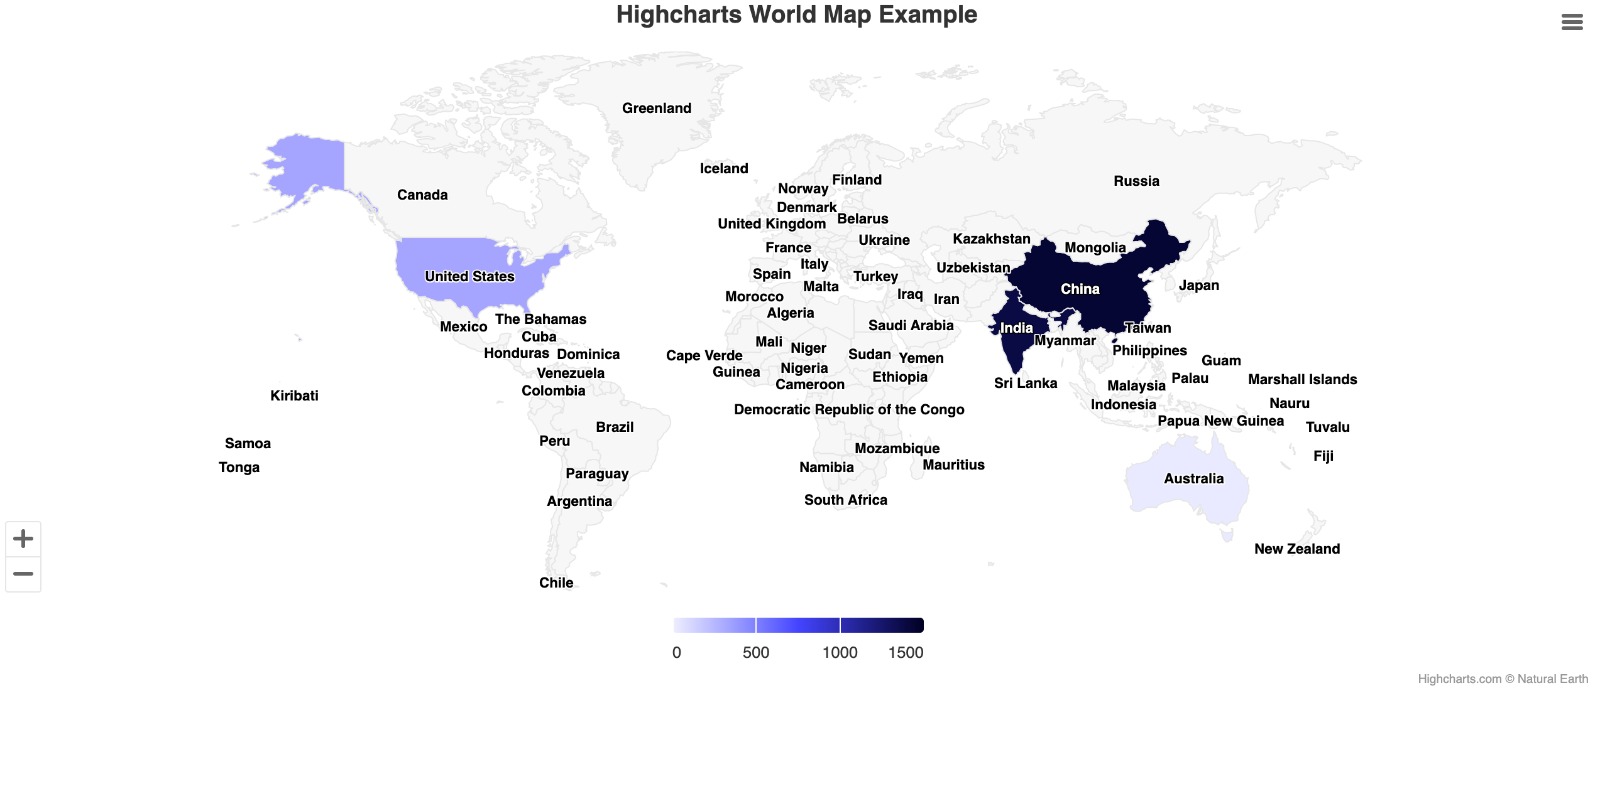 Highcharts World Map Example
Greenland
Iceland
Finland
Russia
Norway
Canada
Denmark
Belarus
United Kingdom
Ukraine
Kazakhstan
France
Mongolia
Italy
Uzbekistan
Spain
Turkey
United States
Malta
Japan
China
Iraq
Morocco
Iran
Algeria
The Bahamas
Saudi Arabia
Mexico
India
Taiwan
Cuba
Mali
Myanmar
Niger
Philippines
Honduras
Dominica
Cape Verde
Sudan
Yemen
Guam
Nigeria
Guinea
Venezuela
Ethiopia
Palau
Marshall Islands
Cameroon
Sri Lanka
Malaysia
Colombia
Kiribati
Nauru
Indonesia
Democratic Republic of the Congo
Papua New Guinea
Brazil
Tuvalu
Samoa
Peru
Mozambique
Fiji
Tonga
Namibia
Mauritius
Paraguay
Australia
Argentina
South Africa
New Zealand
Chile
0 500 1000 1500
Highcharts.com © Natural Earth